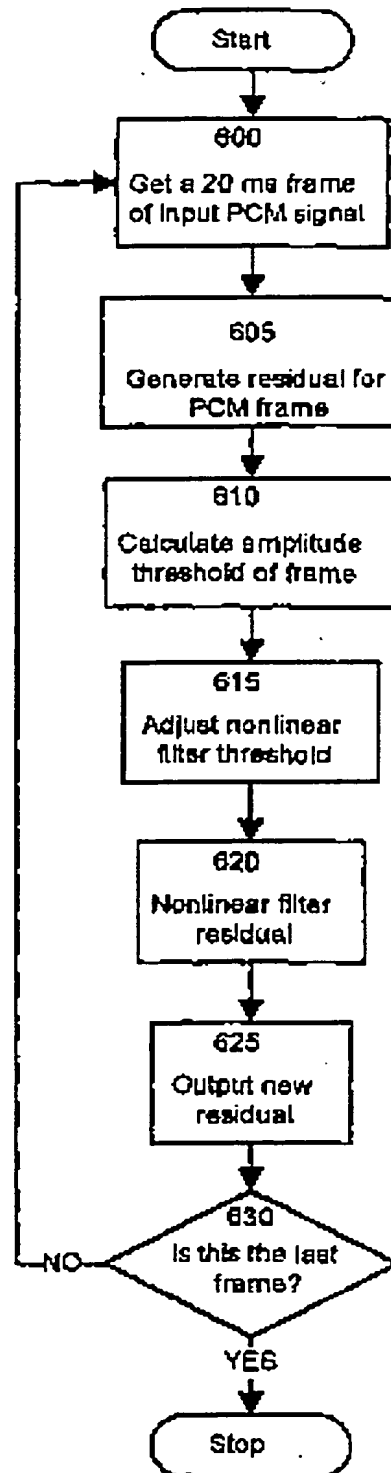 Start
600
Get a 20 ms frame
of input PCM signal
605
Generate residual for
PCM frame
610
Calculate amplitude
threshold of frame
615
Adjust nonlinear
filter threshold
620
Nonlinear filter
residual
625
Output new
residual
630
Is this the last
frame?
NO
YES
Stop